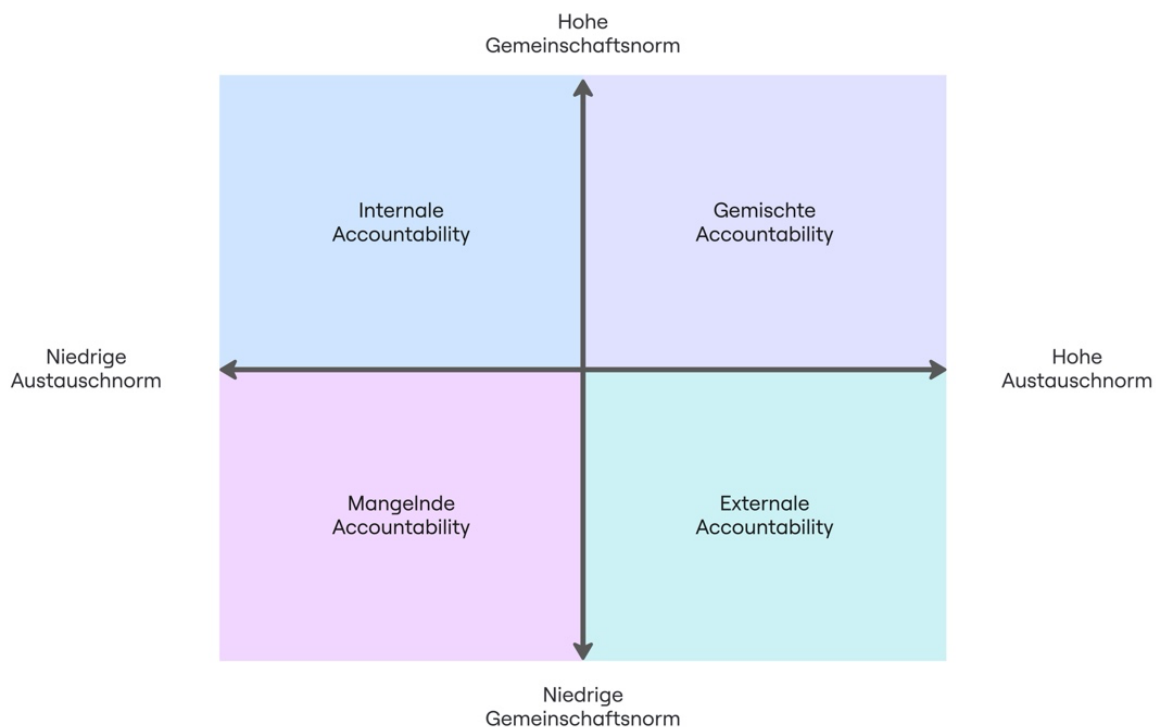 Hohe
Gemeinschaftsnorm
Internale
Accountability
Gemischte
Accountability
Niedrige
Austauschnorm
Hohe
Austauschnorm
Mangelnde
Accountability
Externale
Accountability
Niedrige
Gemeinschaftsnorm